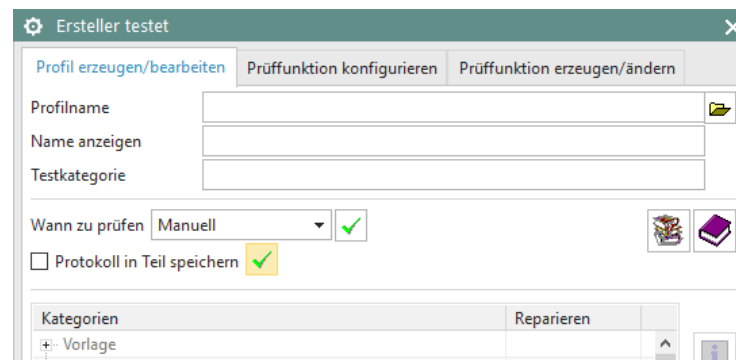 Ersteller testet
Profil erzeugen/bearbeiten Prüffunktion konfigurieren Prüffunktion erzeugen/ändern
Profilname
Name anzeigen
Testkategorie
Wann zu prüfen Manuell
Protokoll in Teil speichern
Kategorien Reparieren
Vorlage